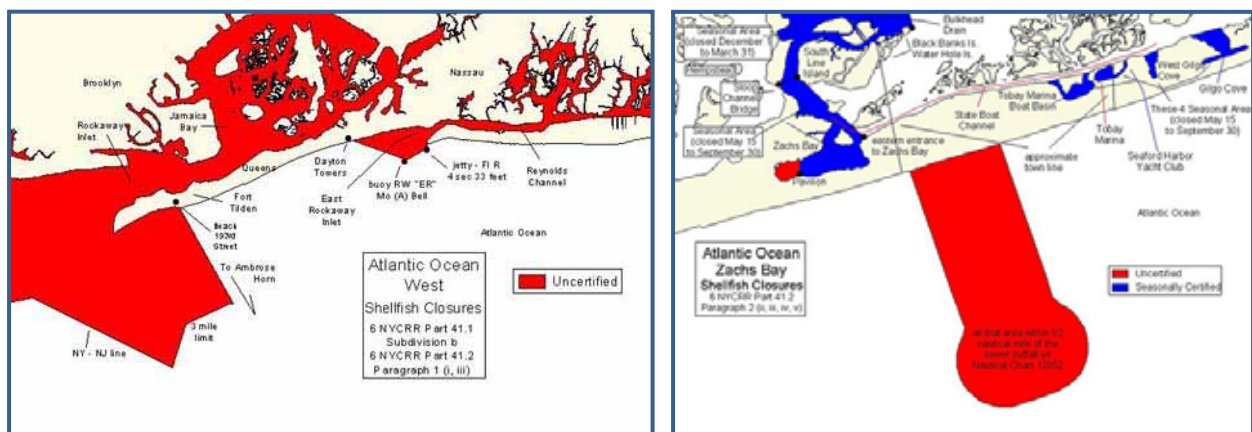 Brooklyn
Nassau
Rockaway
Inlet
Jamaica
Bay
Queens
Fort
Tilden
Beach
193rd
Street
To Ambrose
Horn
3 mile
limit
NY - NJ line
Dayton
Towers
East
Rockaway
Inlet
buoy RW "ER"
Mo (A) Bell
jetty - Fl R
4 sec 33 feet
Reynolds
Channel
Atlantic Ocean
Atlantic Ocean
West
Shellfish Closures
6 NYCRR Part 41.1
Subdivision b
6 NYCRR Part 41.2
Paragraph 1 (i, iii)
Uncertified
Seasonal Area
(closed December 1
to March 31)
Hempstead
Sloop
Channel
Bridge
Seasonal Area
(closed May 15
to September 30)
South
Line
Island
Bulkhead
Drain
Black Banks Is.
Water Hole Is.
Zachs Bay
Pavilion
eastern entrance
to Zachs Bay
State Boat
Channel
Tobay Marina
Boat Basin
West Gilgo
Cove
Gilgo Cove
These 4 Seasonal Area
(closed May 15
to September 30)
Tobay
Marina
Seaford Harbor
Yacht Club
approximate
town line
Atlantic Ocean
Atlantic Ocean
Zachs Bay
Shellfish Closures
6 NYCRR Part 41.2
Paragraph 2 (ii, iii, iv, v)
Uncertified
Seasonally Certified
all that area within 1/2
nautical mile of the
sewer outfall on
Nautical Chart 12352